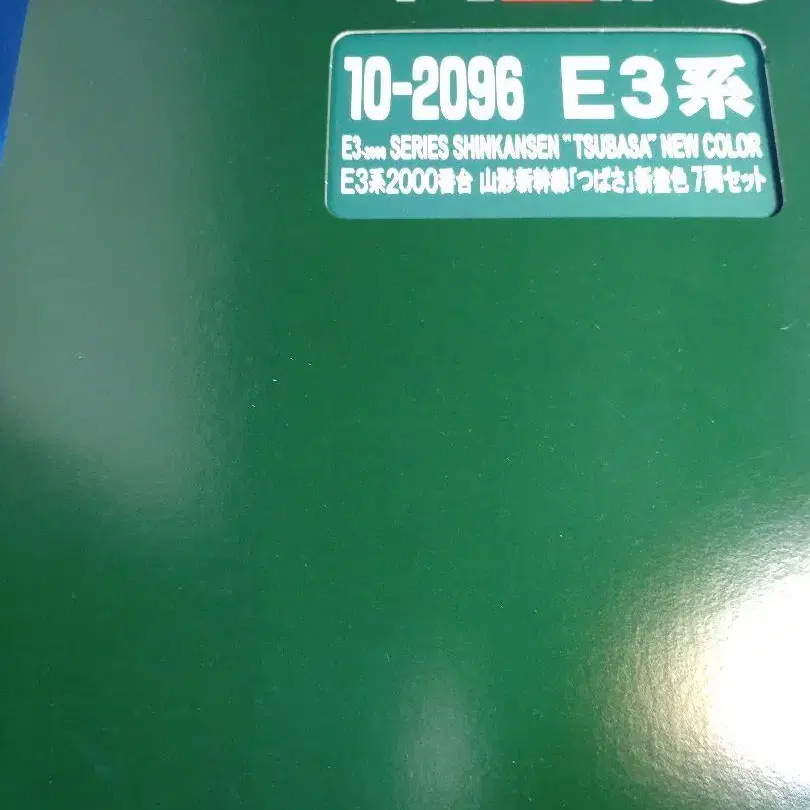 10-2096 E3系
E3-2000 SERIES SHINKANSEN "TSUBASA" NEW COLOR
E3系2000番台 山形新幹線「つばさ」新塗色 7両セット